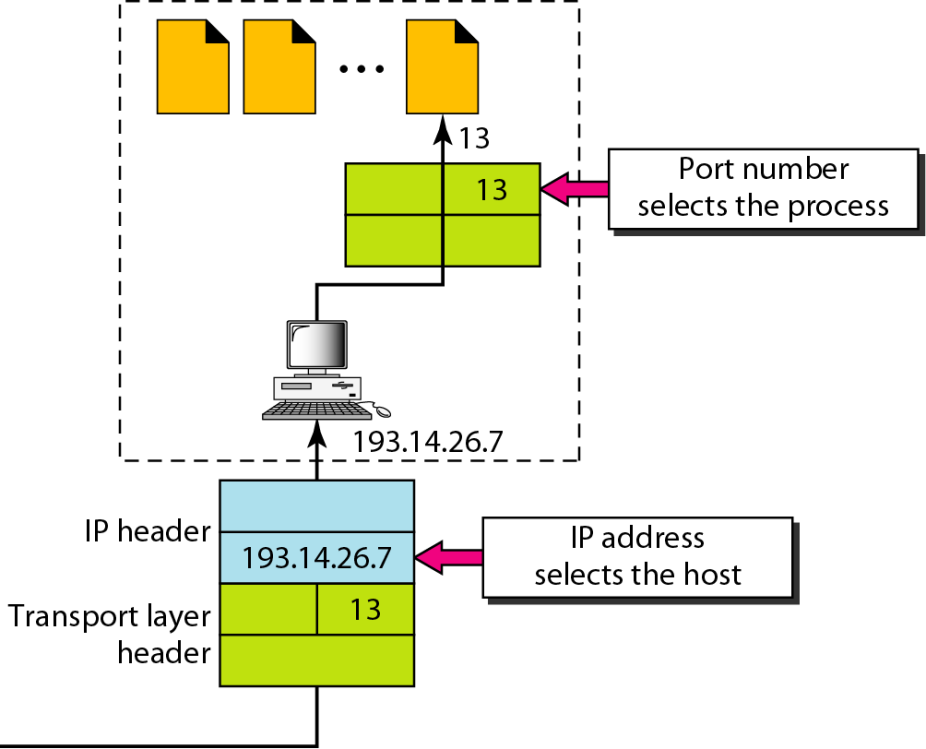 13
13
Port number
selects the process
193.14.26.7
IP header
193.14.26.7
IP address
selects the host
Transport layer
header
13